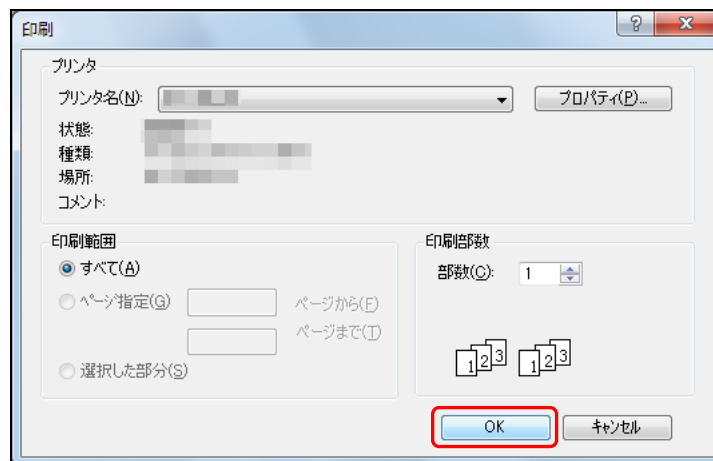 印刷
プリンタ
プリンタ名(N):
プロパティ(P)...
状態:
種類:
場所:
コメント:
印刷範囲
すべて(A)
ページ指定(G)
ページから(F)
ページまで(T)
選択した部分(S)
印刷部数
部数(C): 1
1 2 3 1 2 3
OK キャンセル